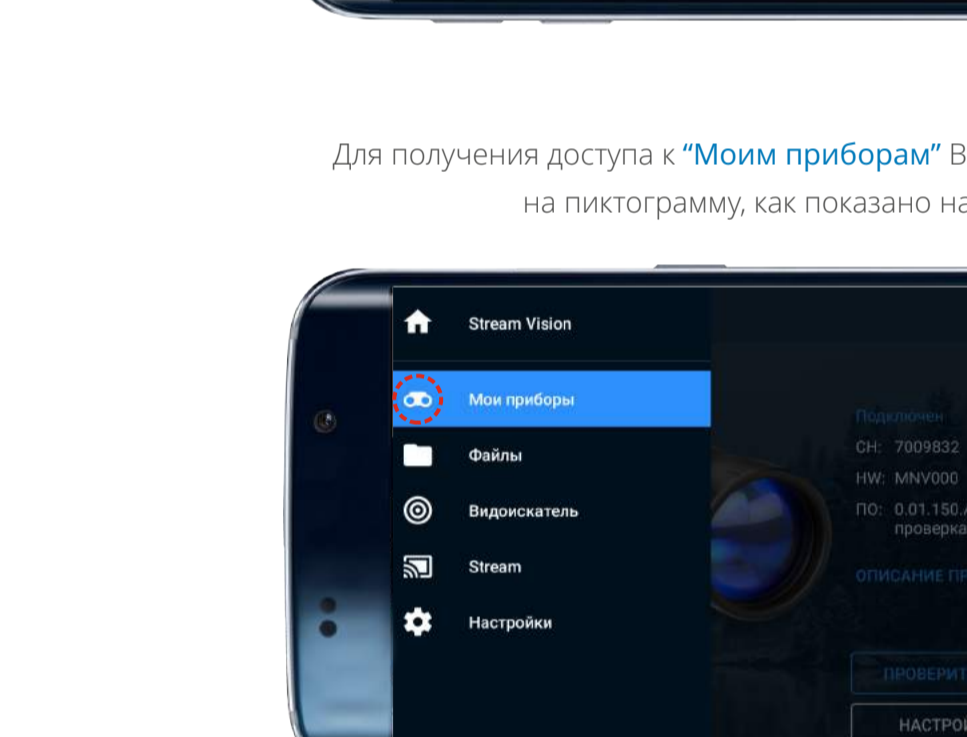 Для получения доступа к “Моим приборам” В
на пиктограмму, как показано на
Stream Vision
Мои приборы
Файлы
Видоискатель
Stream
Настройки
Подключен
СН: 7009832
HW: MNV000
ПО: 0.01.150.
проверка
ОПИСАНИЕ ПР
ПРОВЕРИТ
НАСТРО